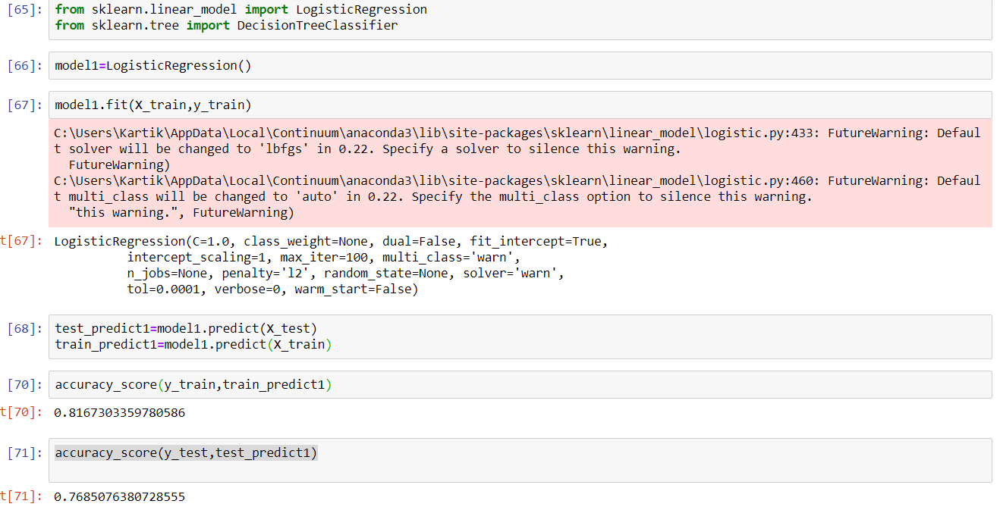 [65]: from sklearn.linear_model import LogisticRegression
from sklearn.tree import DecisionTreeClassifier
[66]: model1=LogisticRegression()
[67]: model1.fit(X_train,y_train)
C:\Users\Kartik\AppData\Local\Continuum\anaconda3\lib\site-packages\sklearn\linear_model\logistic.py:433: FutureWarning: Defaul
t solver will be changed to 'lbfgs' in 0.22. Specify a solver to silence this warning.
FutureWarning)
C:\Users\Kartik\AppData\Local\Continuum\anaconda3\lib\site-packages\sklearn\linear_model\logistic.py:460: FutureWarning: Defaul
t multi_class will be changed to 'auto' in 0.22. Specify the multi_class option to silence this warning.
"this warning.", FutureWarning)
t[67]: LogisticRegression(C=1.0, class_weight=None, dual=False, fit_intercept=True,
intercept_scaling=1, max_iter=100, multi_class='warn',
n_jobs=None, penalty='l2', random_state=None, solver='warn',
tol=0.0001, verbose=0, warm_start=False)
[68]: test_predict1=model1.predict(X_test)
train_predict1=model1.predict(X_train)
[70]: accuracy_score(y_train,train_predict1)
t[70]: 0.8167303359780586
[71]: accuracy_score(y_test,test_predict1)
t[71]: 0.7685076380728555